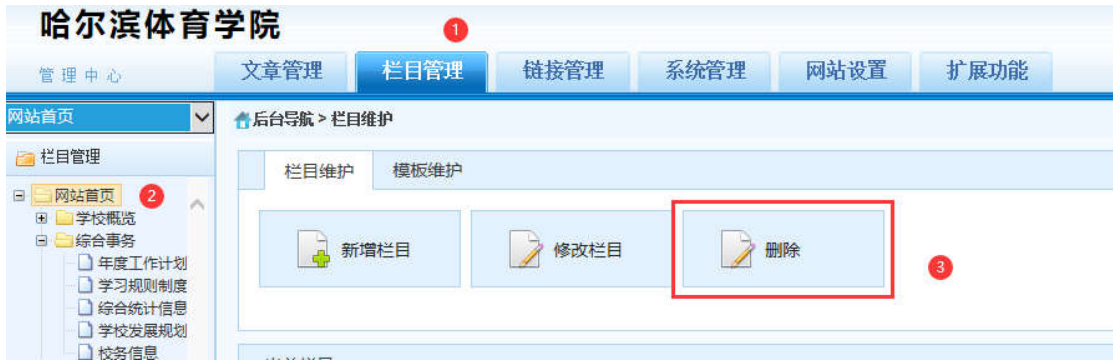 哈尔滨体育学院
1
管理中心
文章管理 栏目管理 链接管理 系统管理 网站设置 扩展功能
网站首页
后台导航 > 栏目维护
栏目管理
栏目维护 模板维护
网站首页 2
学校概览
综合事务
新增栏目 修改栏目 删除
3
年度工作计划
学习规则制度
综合统计信息
学校发展规划
校务信息